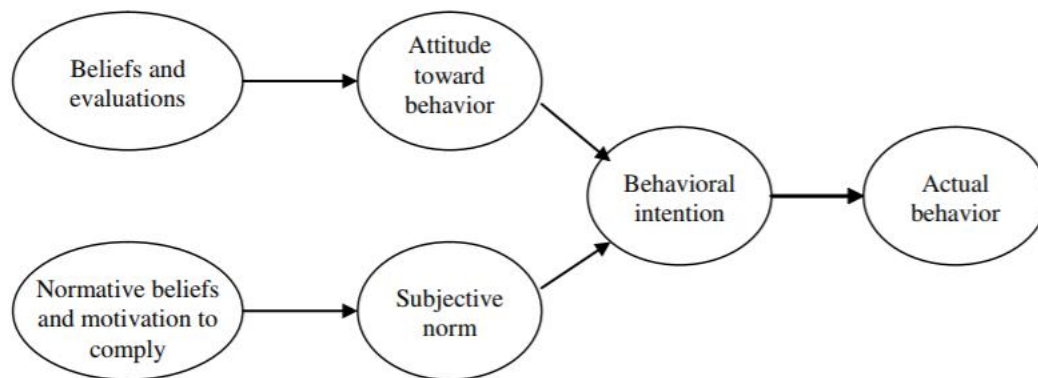 Beliefs and
evaluations
Attitude
toward
behavior
Normative beliefs
and motivation to
comply
Subjective
norm
Behavioral
intention
Actual
behavior